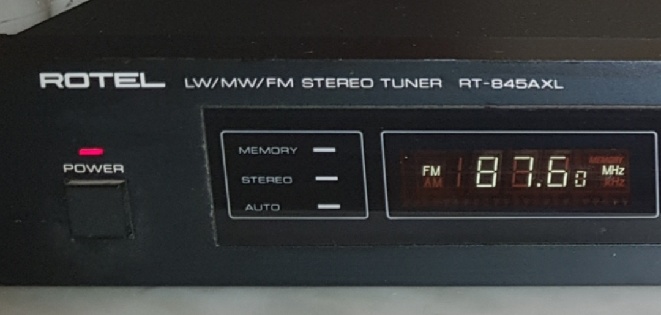 ROTEL LW/MW/FM STEREO TUNER RT-845AXL
POWER
MEMORY
STEREO
AUTO
FM 87.60 MHz
AM KHz
MEMORY